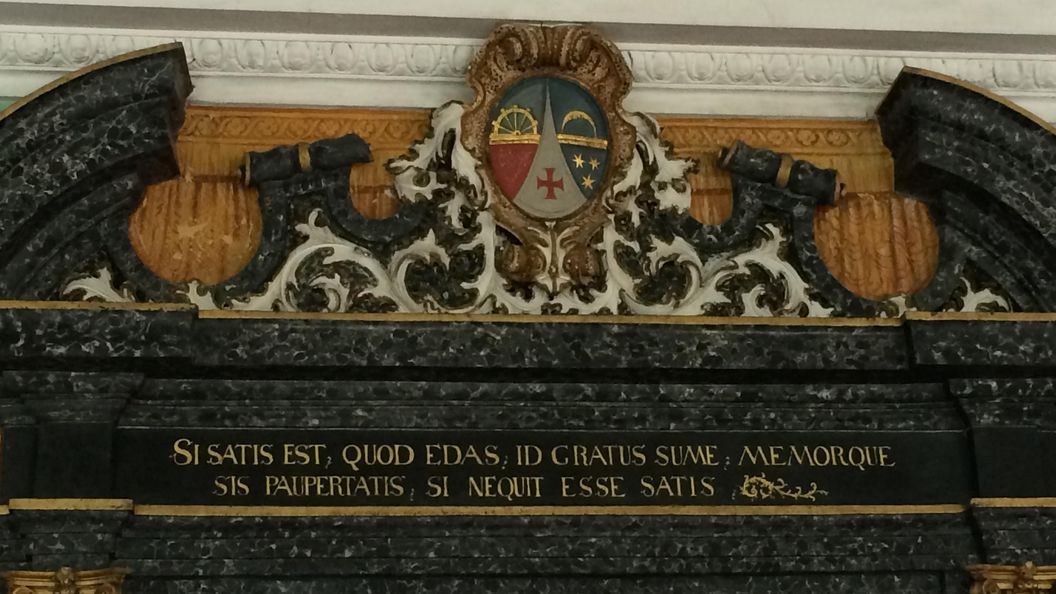 SI SATIS EST, QUOD EDAS, ID GRATUS SUME; MEMORQUE
SIS PAUPERTATIS, SI NEQUIT ESSE SATIS